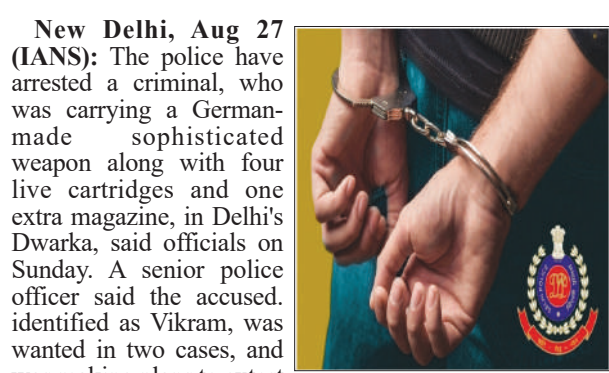 New Delhi, Aug 27
(IANS): The police have
arrested a criminal, who
was carrying a German-
made sophisticated
weapon along with four
live cartridges and one
extra magazine, in Delhi's
Dwarka, said officials on
Sunday. A senior police
officer said the accused.
identified as Vikram, was
wanted in two cases, and